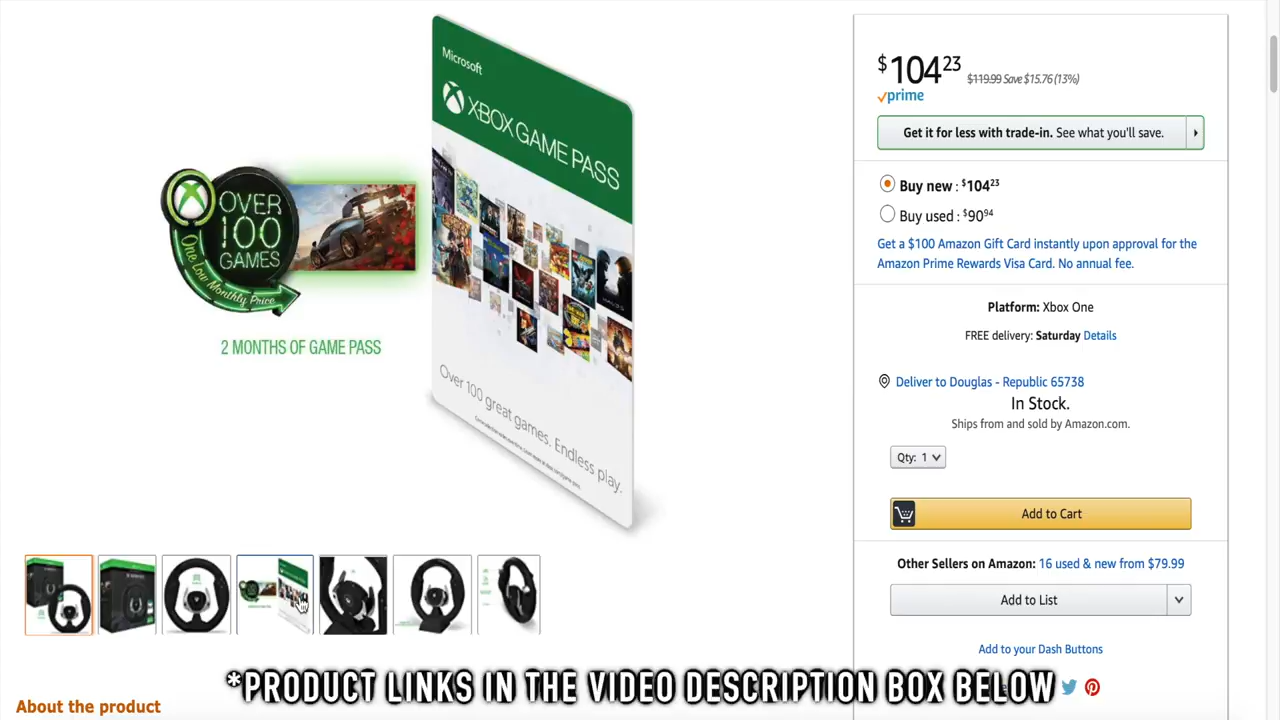 Microsoft
XBOX GAME PASS
OVER
100
GAMES
One Low Monthly Price
2 MONTHS OF GAME PASS
Over 100 great games. Endless play.
$104 23
$119.99 Save $15.76 (13%)
prime
Get it for less with trade-in. See what you'll save.
Buy new : $104 23
Buy used : $90 94
Get a $100 Amazon Gift Card instantly upon approval for the
Amazon Prime Rewards Visa Card. No annual fee.
Platform: Xbox One
FREE delivery: Saturday Details
Deliver to Douglas - Republic 65738
In Stock.
Ships from and sold by Amazon.com.
Qty: 1
Add to Cart
Other Sellers on Amazon: 16 used & new from $79.99
Add to List
Add to your Dash Buttons
*PRODUCT LINKS IN THE VIDEO DESCRIPTION BOX BELOW
About the product